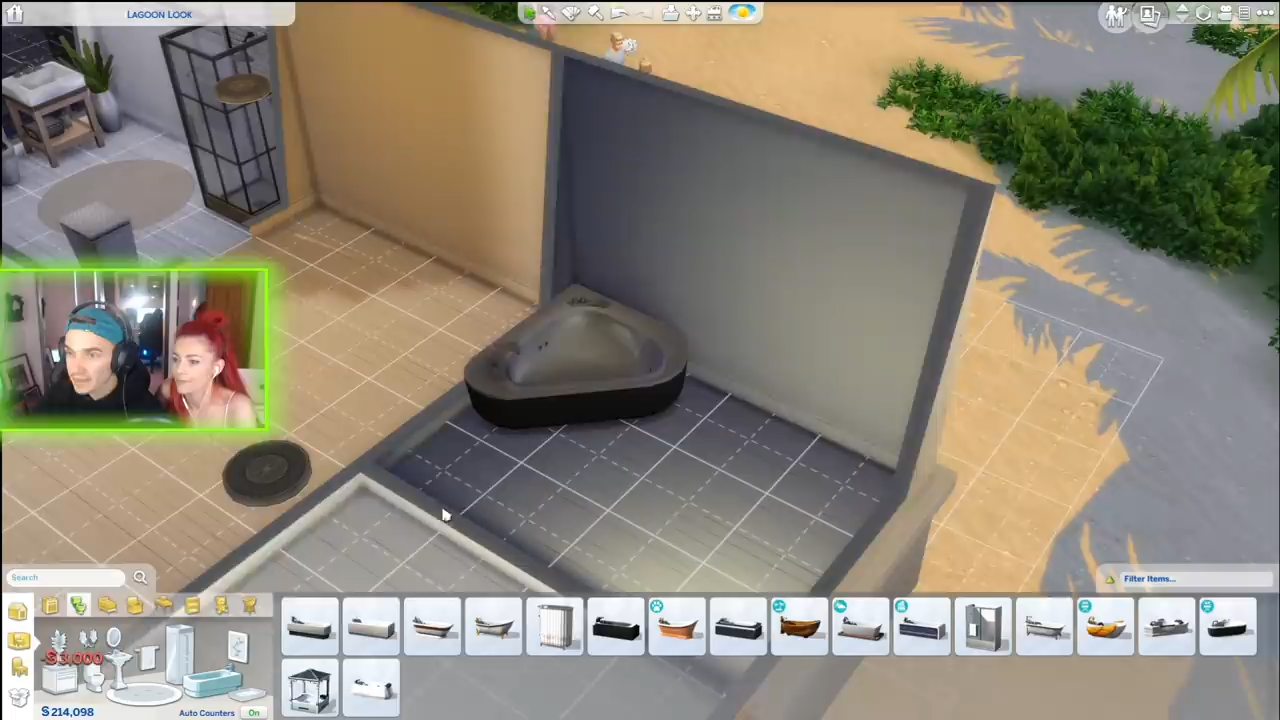 LAGOON LOOK
Search
Filter Items...
-$3,000
$214,098
Auto Counters
On